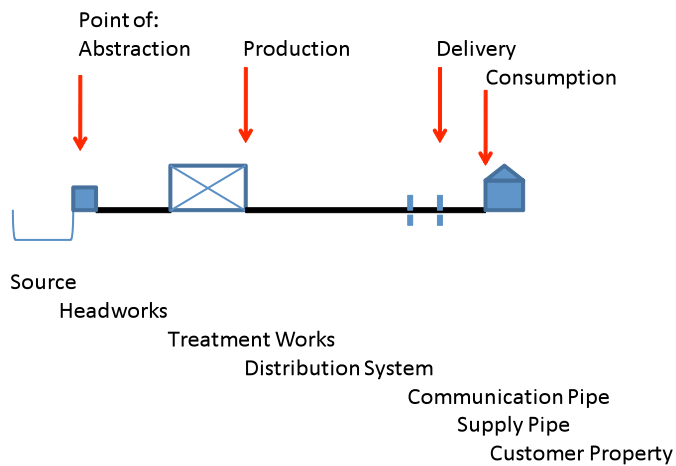 Point of:
Abstraction
Production
Delivery
Consumption
Source
Headworks
Treatment Works
Distribution System
Communication Pipe
Supply Pipe
Customer Property